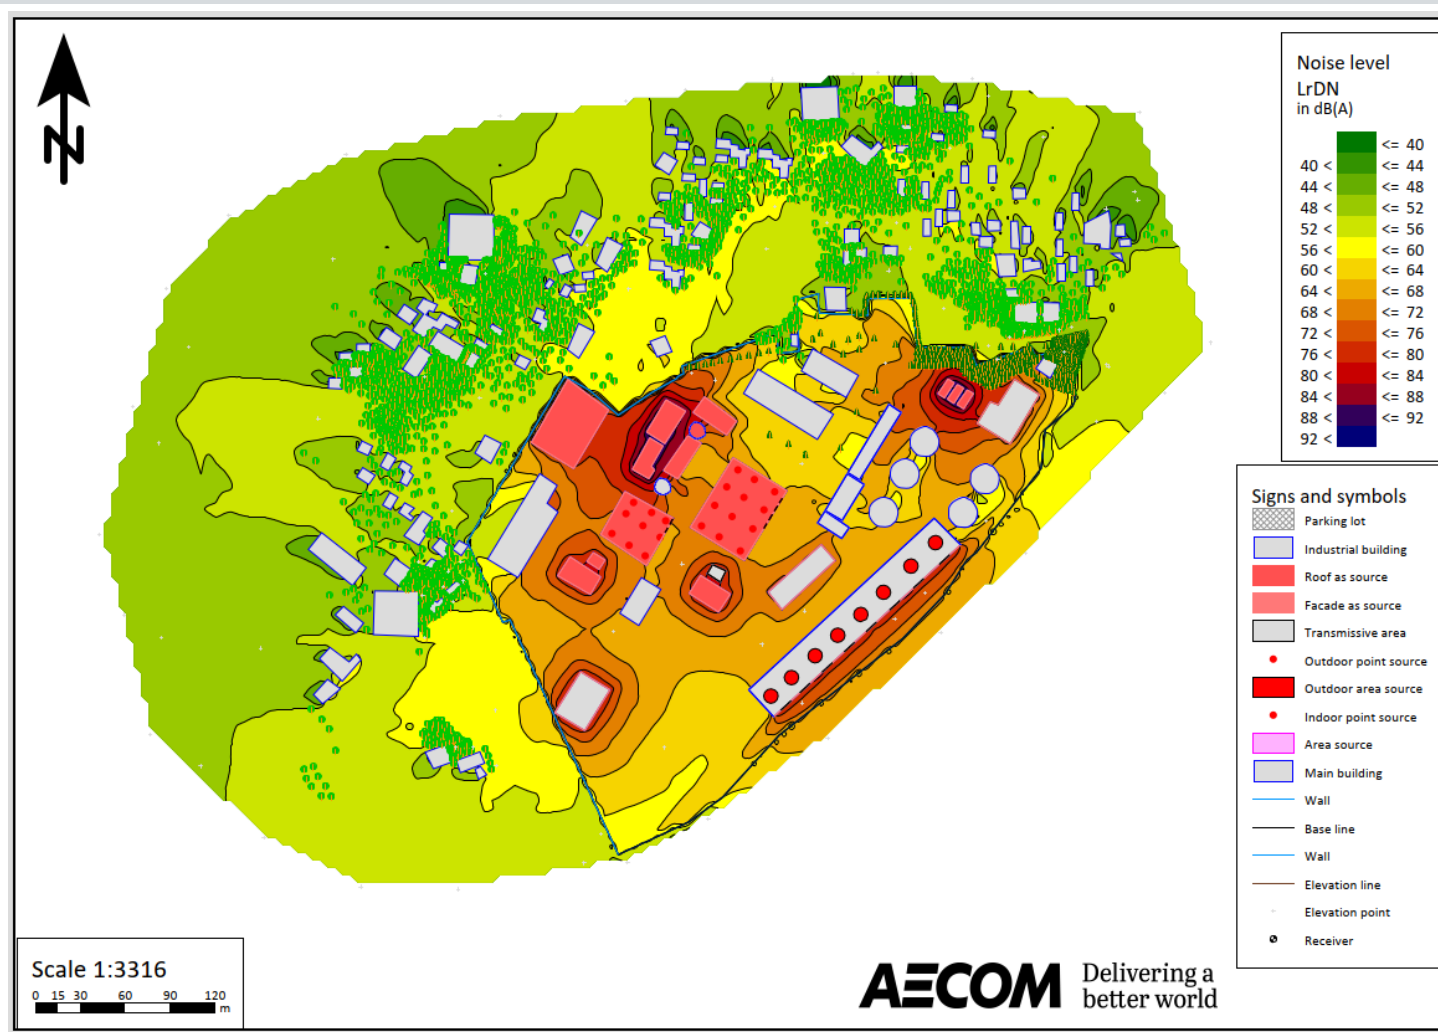 N
Noise level
LrDN
in dB(A)
<= 40
40 < <= 44
44 < <= 48
48 < <= 52
52 < <= 56
56 < <= 60
60 < <= 64
64 < <= 68
68 < <= 72
72 < <= 76
76 < <= 80
80 < <= 84
84 < <= 88
88 < <= 92
92 <
Signs and symbols
Parking lot
Industrial building
Roof as source
Facade as source
Transmissive area
Outdoor point source
Outdoor area source
Indoor point source
Area source
Main building
Wall
Base line
Wall
Elevation line
Elevation point
Receiver
Scale 1:3316
0 15 30 60 90 120
m
AECOM
Delivering a
better world